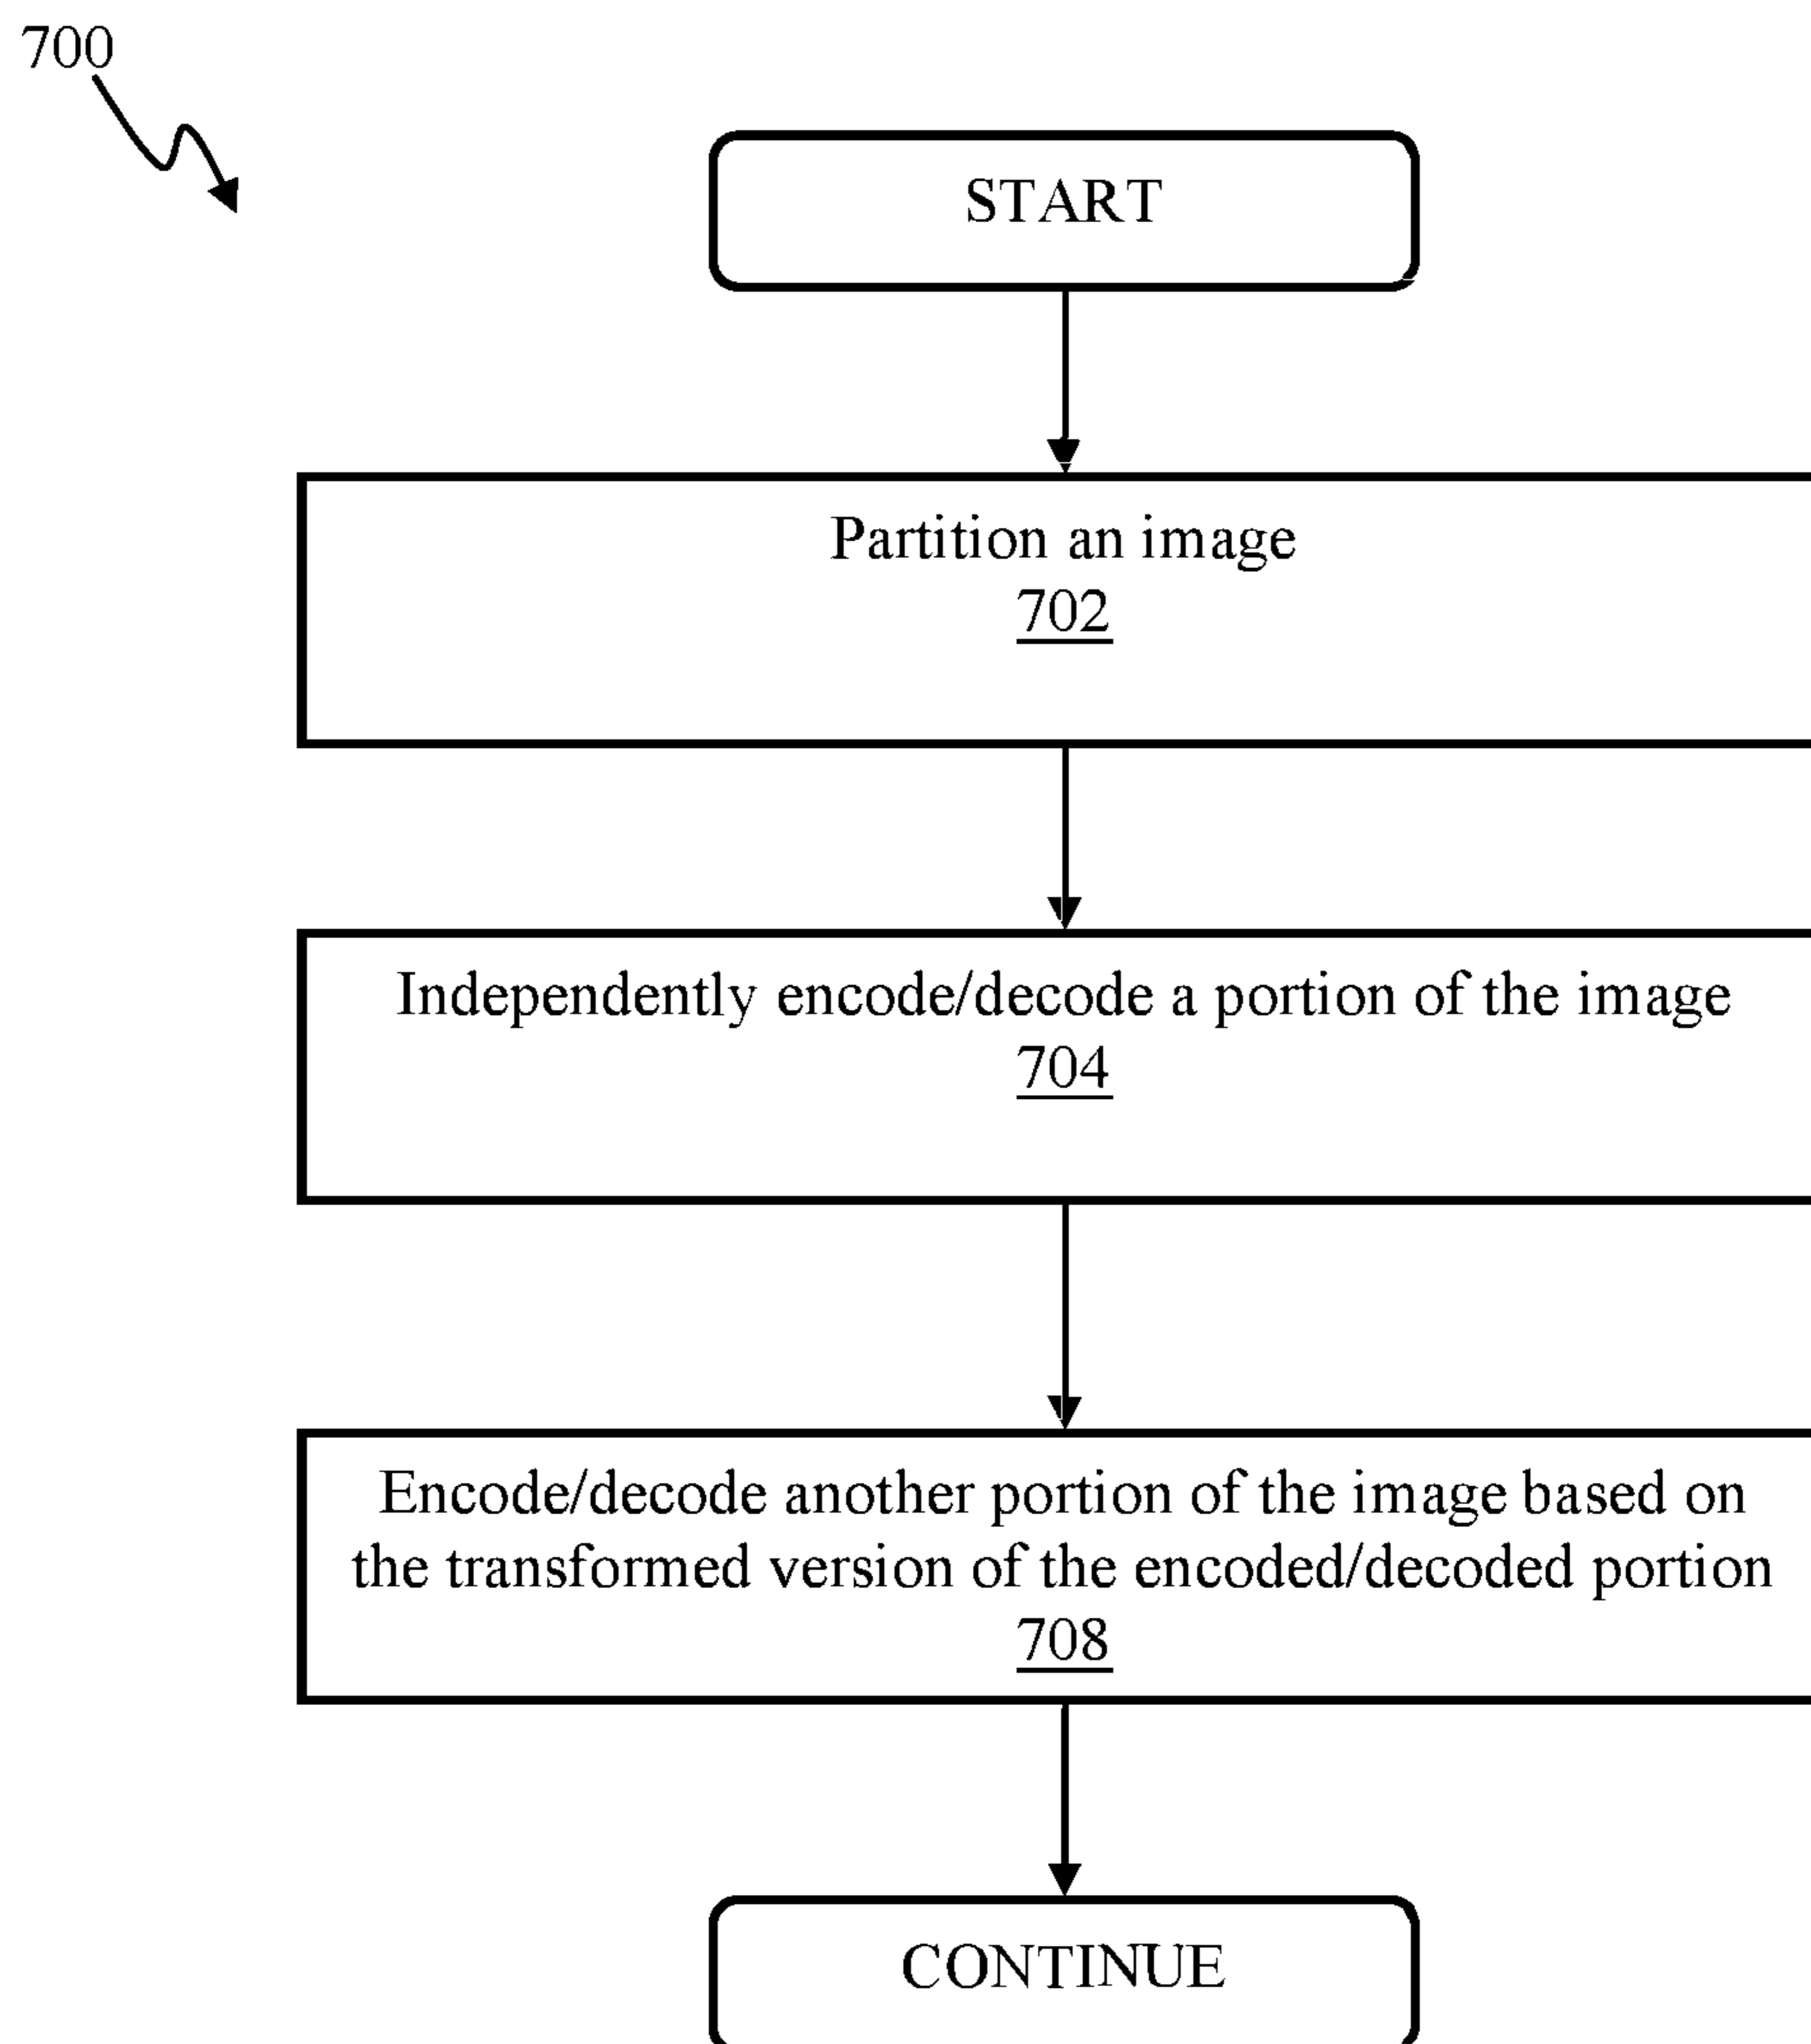 700
START
Partition an image
702
Independently encode/decode a portion of the image
704
Encode/decode another portion of the image based on
the transformed version of the encoded/decoded portion
708
CONTINUE